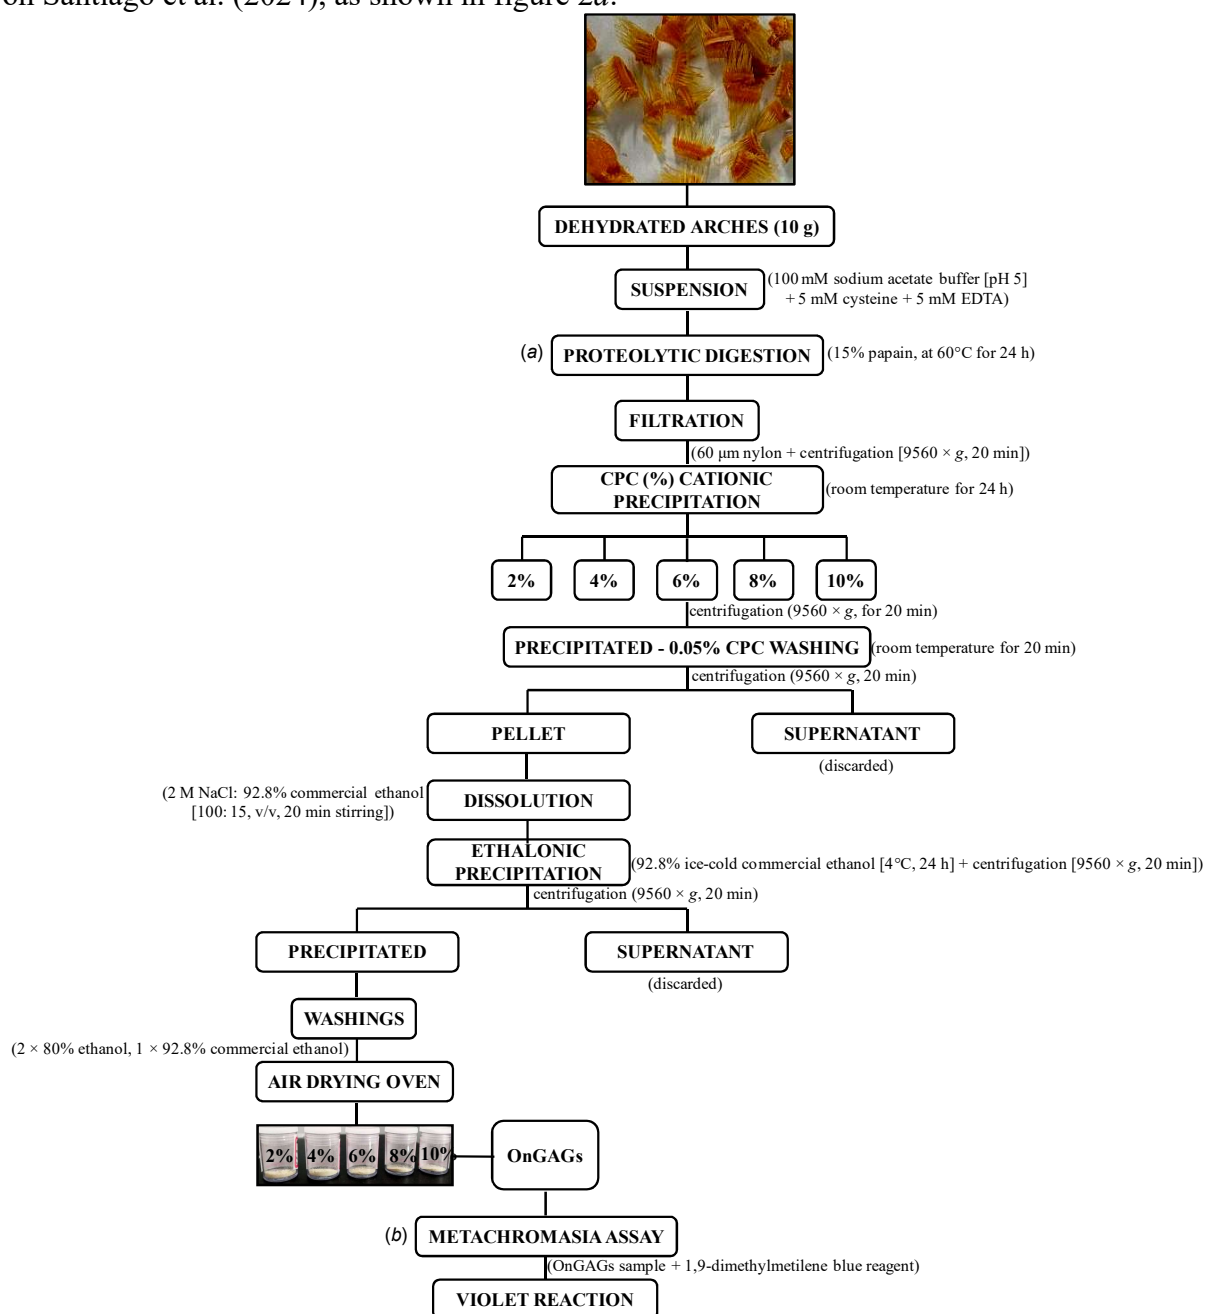 on Santiago et al. (2024), as shown in figure 2a.
DEHYDRATED ARCHES (10 g)
SUSPENSION
(100 mM sodium acetate buffer [pH 5]
+ 5 mM cysteine + 5 mM EDTA)
(a)
PROTEOLYTIC DIGESTION
(15% papain, at 60°C for 24 h)
FILTRATION
(60 μm nylon + centrifugation [9560 × g, 20 min])
CPC (%) CATIONIC
PRECIPITATION
(room temperature for 24 h)
2%
4%
6%
8%
10%
centrifugation (9560 × g, for 20 min)
PRECIPITATED - 0.05% CPC WASHING
(room temperature for 20 min)
centrifugation (9560 × g, 20 min)
PELLET
SUPERNATANT
(discarded)
(2 M NaCl: 92.8% commercial ethanol
[100: 15, v/v, 20 min stirring])
DISSOLUTION
ETHALONIC
PRECIPITATION
(92.8% ice-cold commercial ethanol [4°C, 24 h] + centrifugation [9560 × g, 20 min])
centrifugation (9560 × g, 20 min)
PRECIPITATED
SUPERNATANT
(discarded)
WASHINGS
(2 × 80% ethanol, 1 × 92.8% commercial ethanol)
AIR DRYING OVEN
2%
4%
6%
8%
10%
OnGAGs
(b)
METACHROMASIA ASSAY
(OnGAGs sample + 1,9-dimethylmetilene blue reagent)
VIOLET REACTION